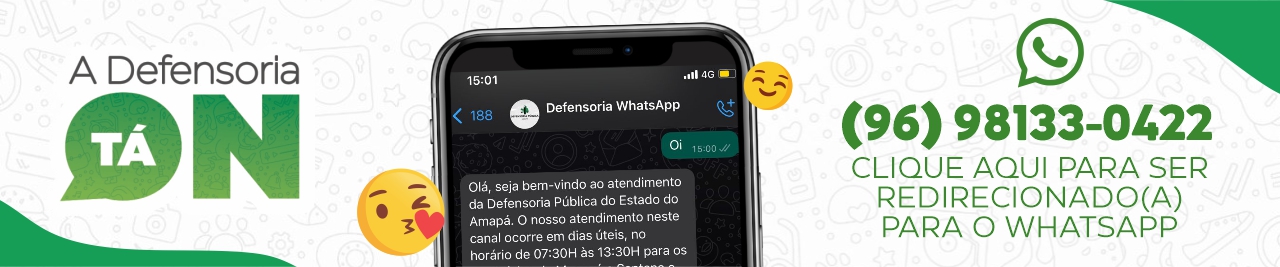 A Defensoria
TÁ
ON
15:01
4G
188
Defensoria WhatsApp
Oi
15:00
Olá, seja bem-vindo ao atendimento
da Defensoria Pública do Estado do
Amapá. O nosso atendimento neste
canal ocorre em dias úteis, no
horário de 07:30H às 13:30H para os
(96) 98133-0422
CLIQUE AQUI PARA SER
REDIRECIONADO(A)
PARA O WHATSAPP